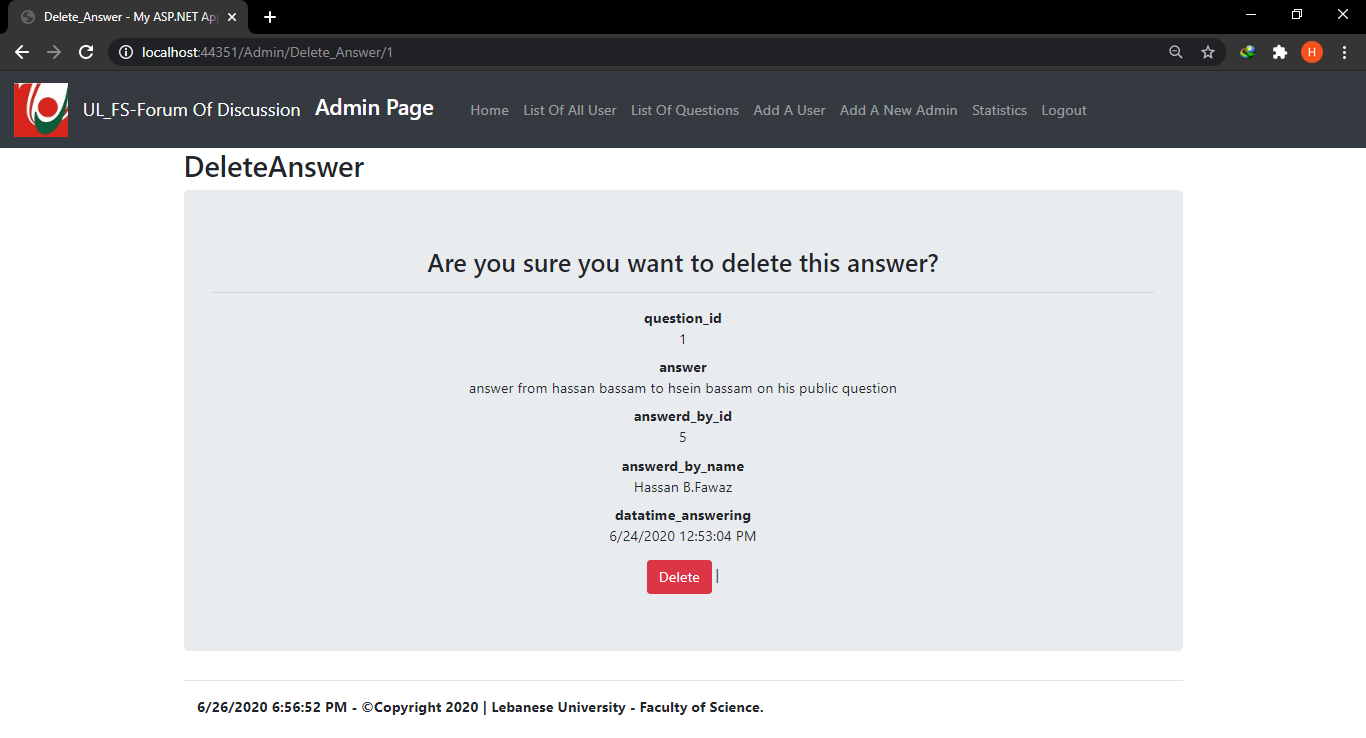 Delete_Answer - My ASP.NET Ap
localhost:44351/Admin/Delete_Answer/1
H
UL_FS-Forum Of Discussion Admin Page Home List Of All User List Of Questions Add A User Add A New Admin Statistics Logout
DeleteAnswer
Are you sure you want to delete this answer?
question_id
1
answer
answer from hassan bassam to hsein bassam on his public question
answerd_by_id
5
answerd_by_name
Hassan B.Fawaz
datatime_answering
6/24/2020 12:53:04 PM
Delete |
6/26/2020 6:56:52 PM - ©Copyright 2020 | Lebanese University - Faculty of Science.